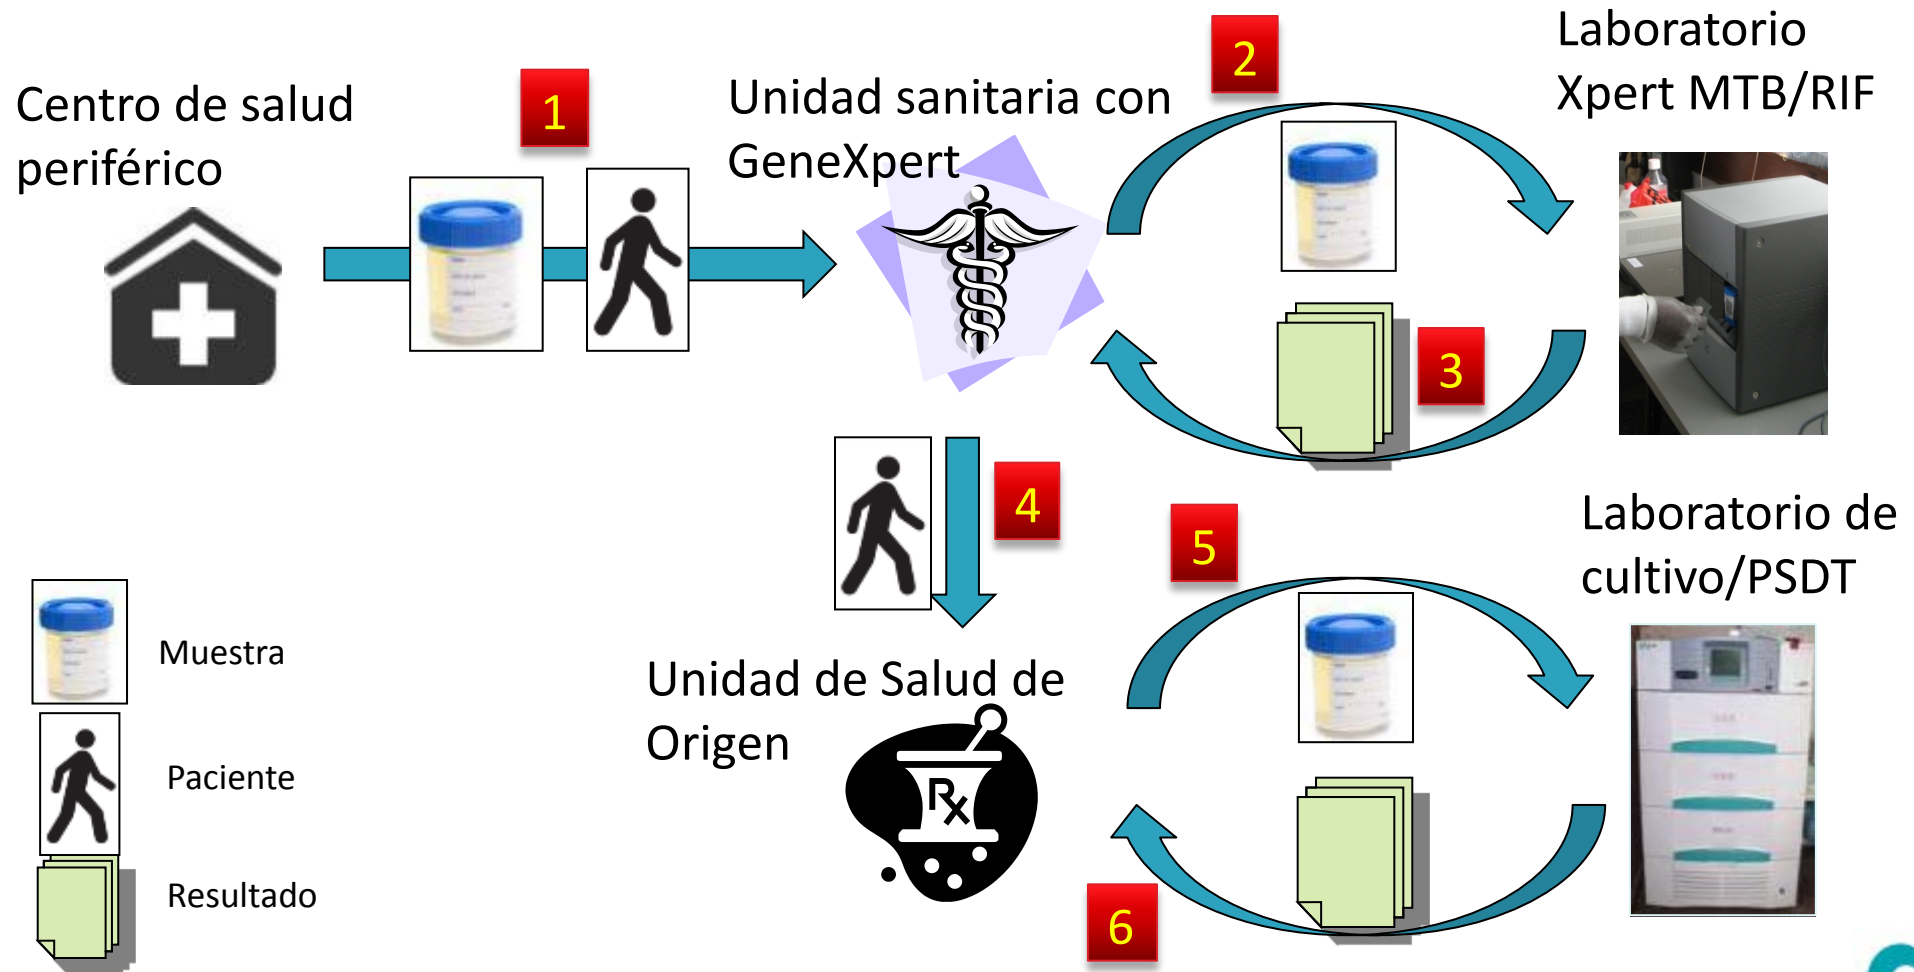 Centro de salud
periférico
1
Unidad sanitaria con
GeneXpert
2
Laboratorio
Xpert MTB/RIF
3
4
5
Laboratorio de
cultivo/PSDT
Unidad de Salud de
Origen
Rx
6
Muestra
Paciente
Resultado